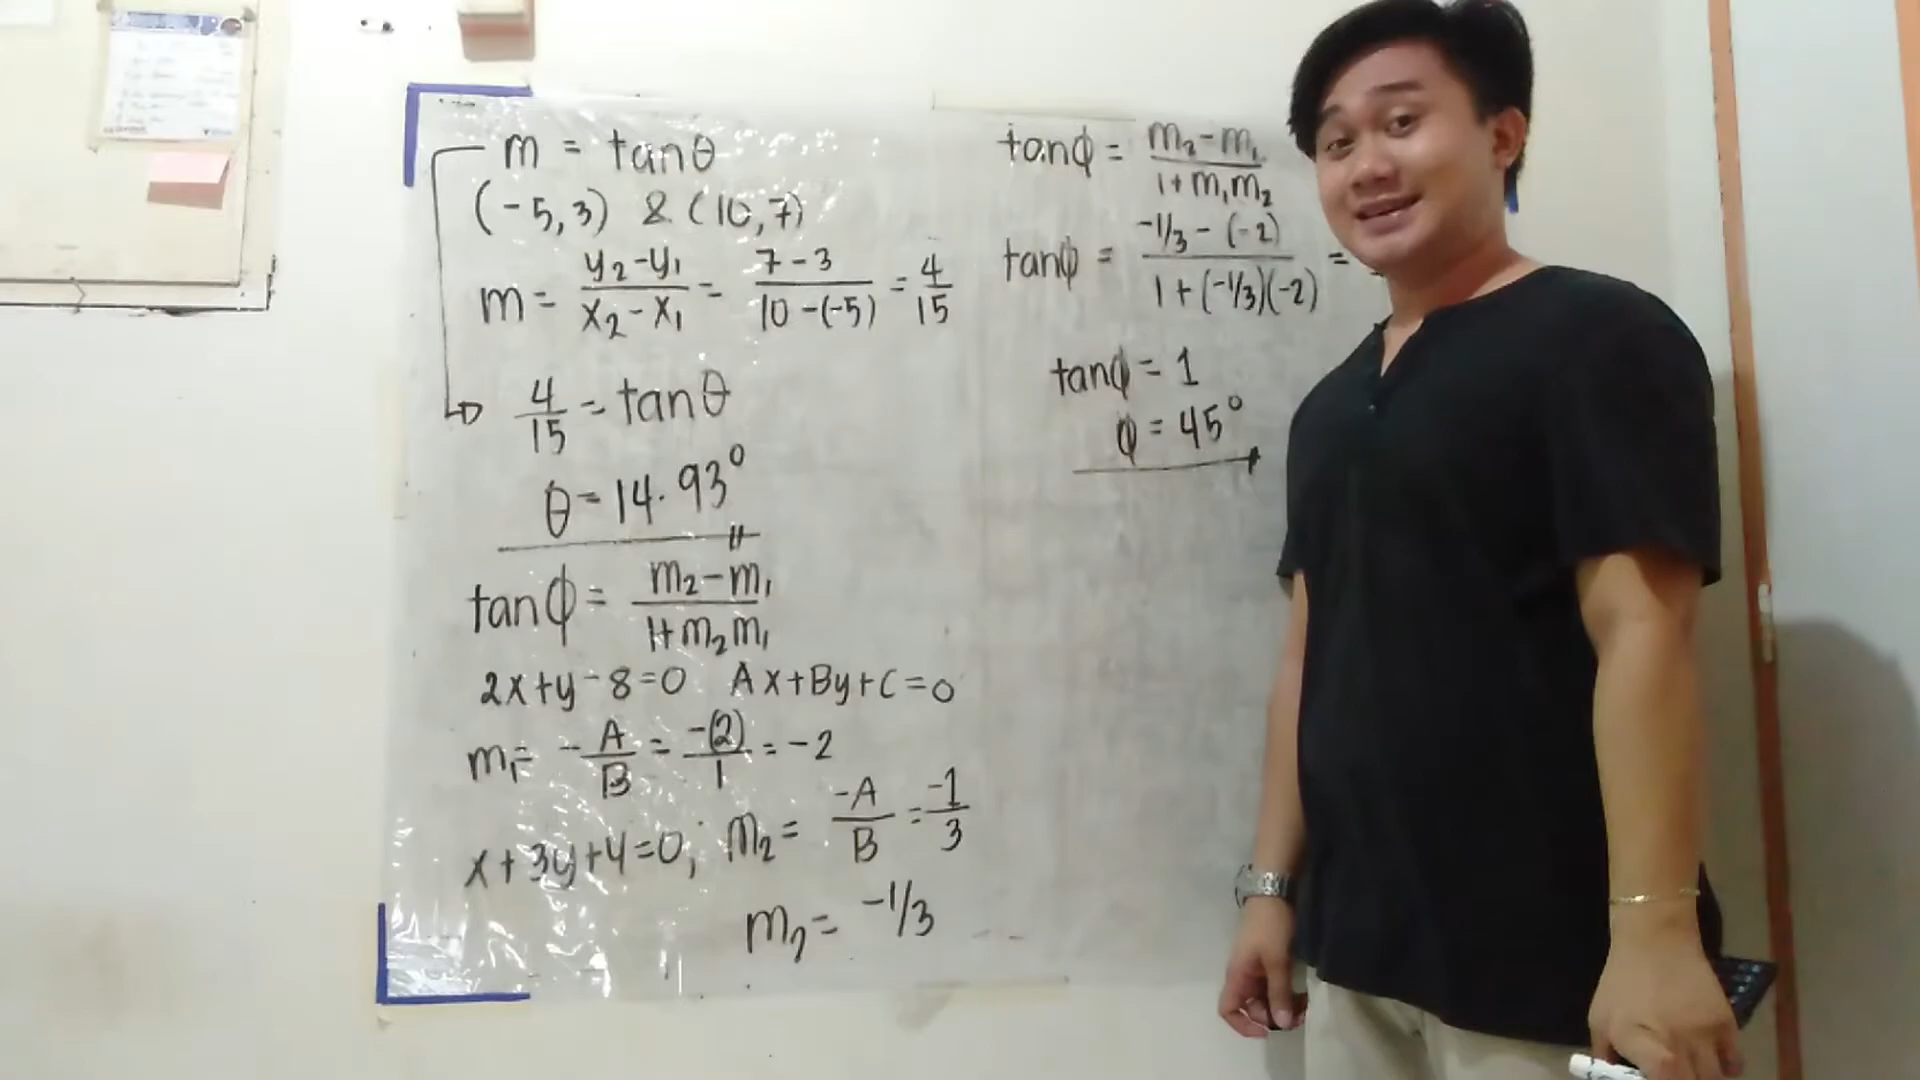 m = tanθ
(-5,3) & (10,7)
m = y₂-y₁/x₂-x₁ = 7-3/10-(-5) = 4/15
4/15 = tanθ
θ = 14.93°
tanϕ = m₂-m₁/1+m₂m₁
2x+y-8=0 Ax+By+C=0
m₁= -A/B = -(2)/1 = -2
x+3y+4=0; m₂ = -A/B = -1/3
m₂ = -1/3
tanϕ = m₂-m₁/1+m₁m₂
tanϕ = -1/3-(-2)/1+(-1/3)(-2) =
tanϕ = 1
ϕ = 45°